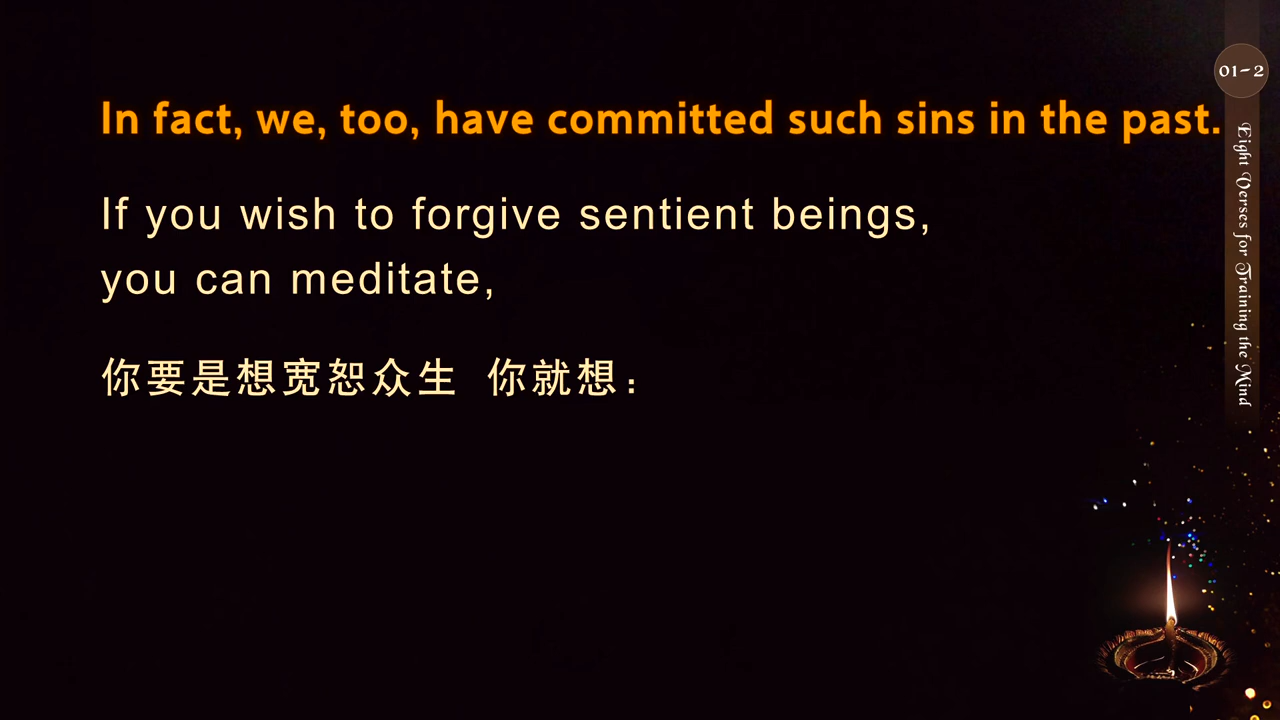 In fact, we, too, have committed such sins in the past.
If you wish to forgive sentient beings,
you can meditate,
你要是想宽恕众生 你就想：
01-2
Eight Verses for Training the Mind